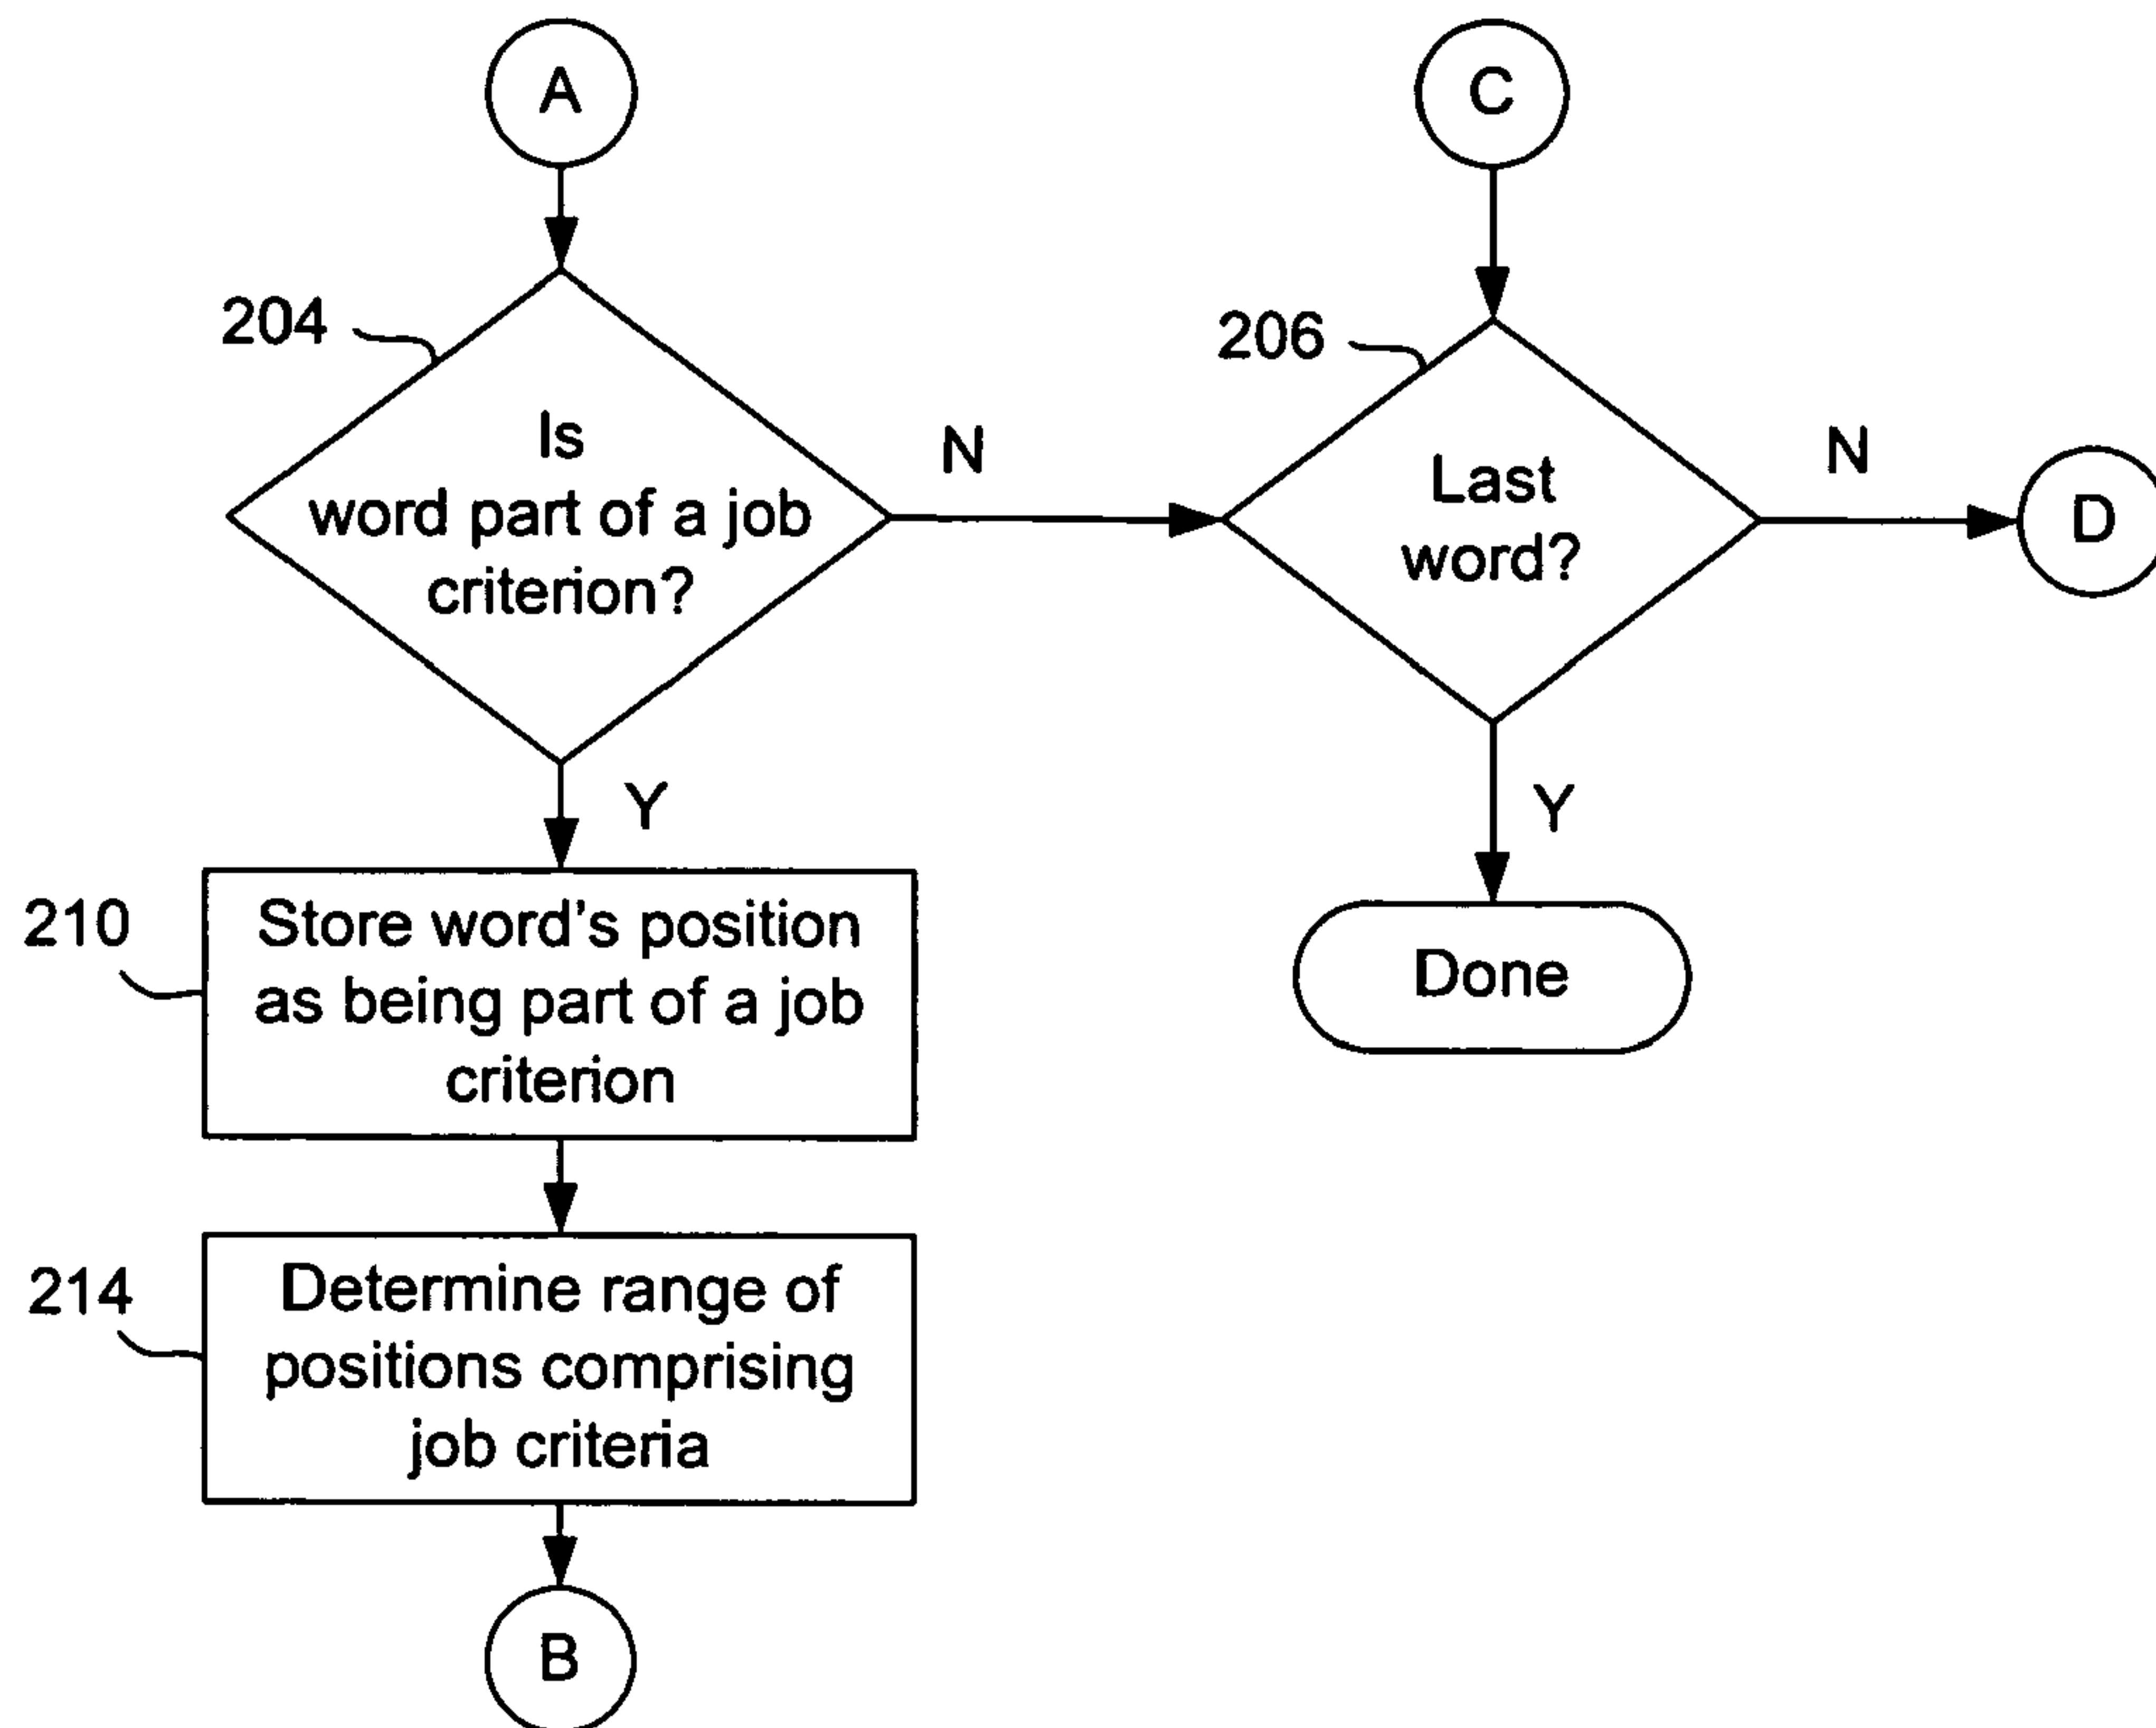 A
204
Is
word part of a job
criterion?
N
Y
210
Store word's position
as being part of a job
criterion
214
Determine range of
positions comprising
job criteria
B
C
206
Last
word?
N
D
Y
Done